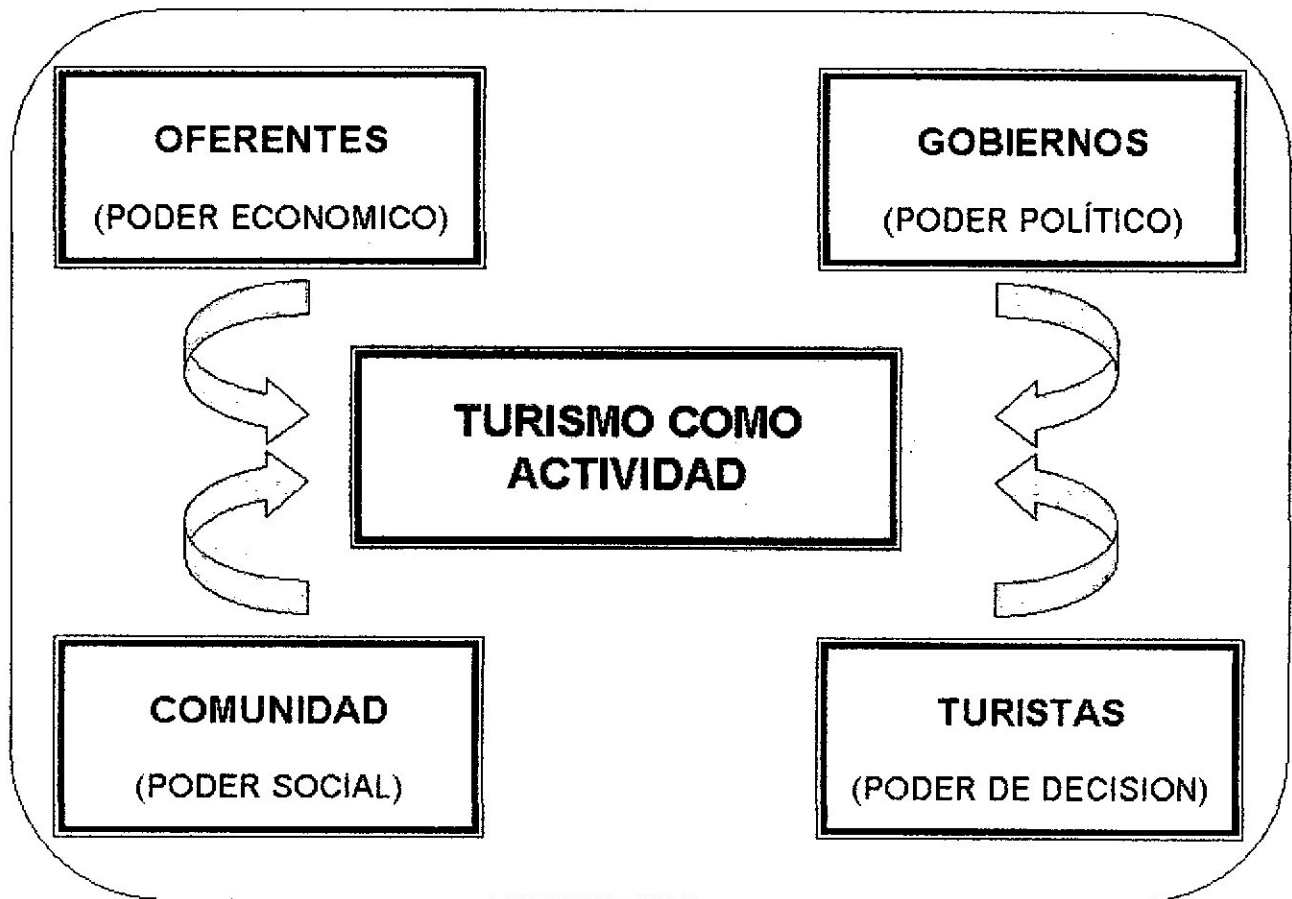 OFERENTES
(PODER ECONOMICO)
GOBIERNOS
(PODER POLÍTICO)
TURISMO COMO
ACTIVIDAD
COMUNIDAD
(PODER SOCIAL)
TURISTAS
(PODER DE DECISION)